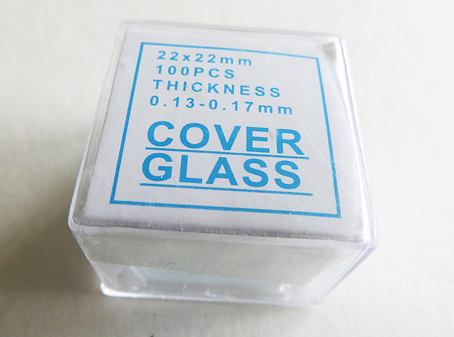 22x22mm
100PCS
THICKNESS
0.13-0.17mm
COVER
GLASS